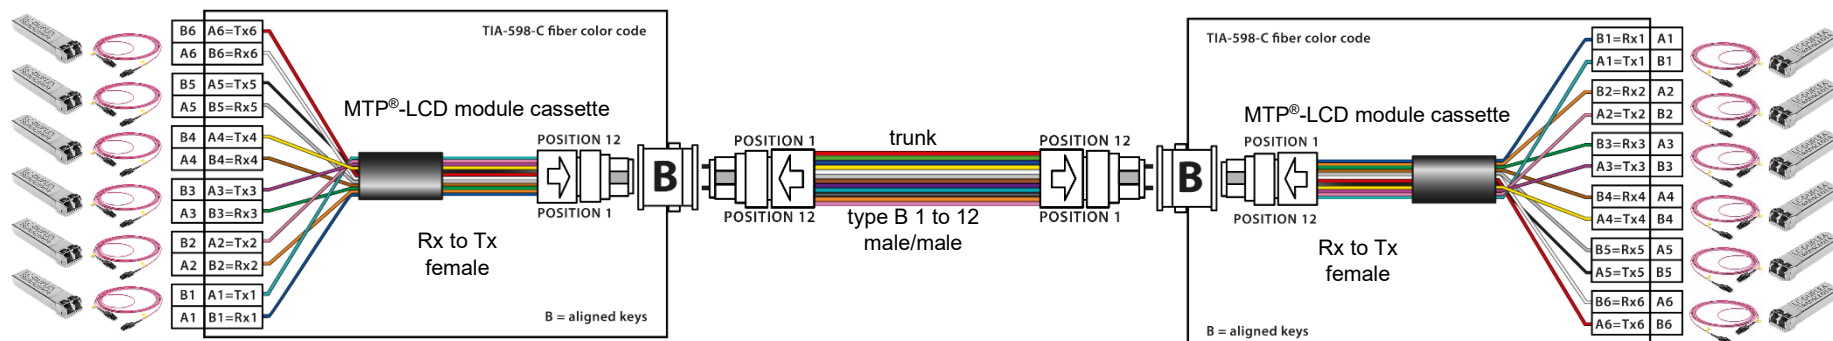 B6 A6=Tx6
A6 B6=Rx6
B5 A5=Tx5
A5 B5=Rx5
B4 A4=Tx4
A4 B4=Rx4
B3 A3=Tx3
A3 B3=Rx3
B2 A2=Tx2
A2 B2=Rx2
B1 A1=Tx1
A1 B1=Rx1
TIA-598-C fiber color code
MTP®-LCD module cassette
POSITION 12
POSITION 1
Rx to Tx
female
B = aligned keys
B
POSITION 1
POSITION 12
trunk
type B 1 to 12
male/male
POSITION 12
POSITION 1
B
TIA-598-C fiber color code
MTP®-LCD module cassette
POSITION 1
POSITION 12
Rx to Tx
female
B = aligned keys
B1=Rx1 A1
A1=Tx1 B1
B2=Rx2 A2
A2=Tx2 B2
B3=Rx3 A3
A3=Tx3 B3
B4=Rx4 A4
A4=Tx4 B4
B5=Rx5 A5
A5=Tx5 B5
B6=Rx6 A6
A6=Tx6 B6